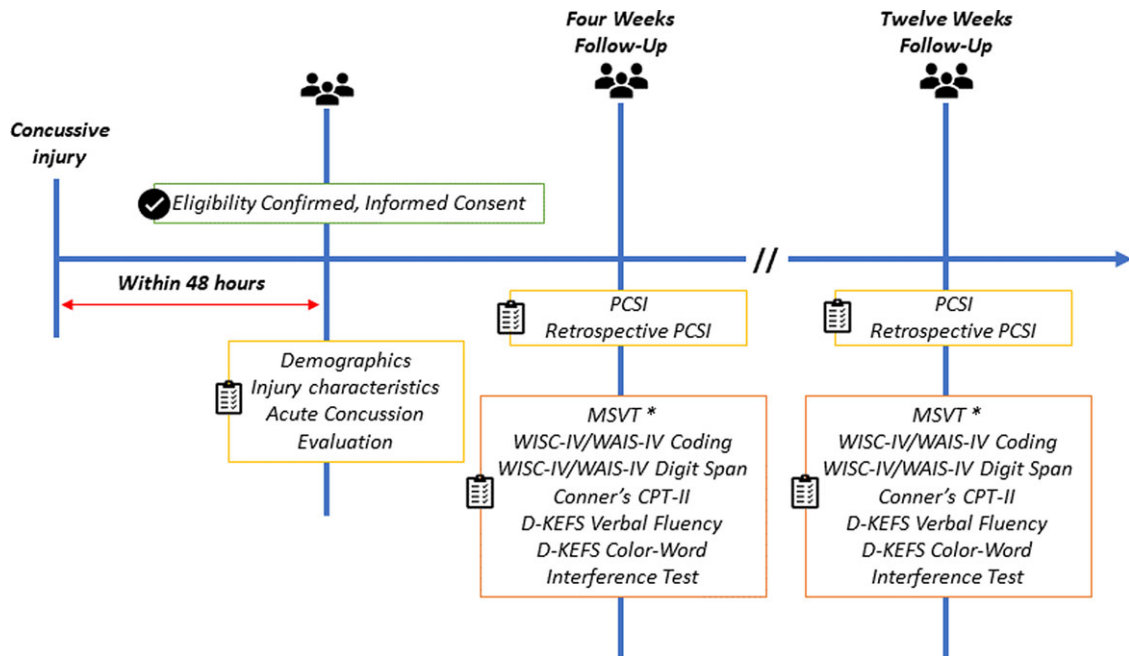 Four Weeks
Follow-Up
Twelve Weeks
Follow-Up
Concussive
injury
Eligibility Confirmed, Informed Consent
//
Within 48 hours
Demographics
Injury characteristics
Acute Concussion
Evaluation
PCSI
Retrospective PCSI
MSVT *
WISC-IV/WAIS-IV Coding
WISC-IV/WAIS-IV Digit Span
Conner's CPT-II
D-KEFS Verbal Fluency
D-KEFS Color-Word
Interference Test
PCSI
Retrospective PCSI
MSVT *
WISC-IV/WAIS-IV Coding
WISC-IV/WAIS-IV Digit Span
Conner's CPT-II
D-KEFS Verbal Fluency
D-KEFS Color-Word
Interference Test